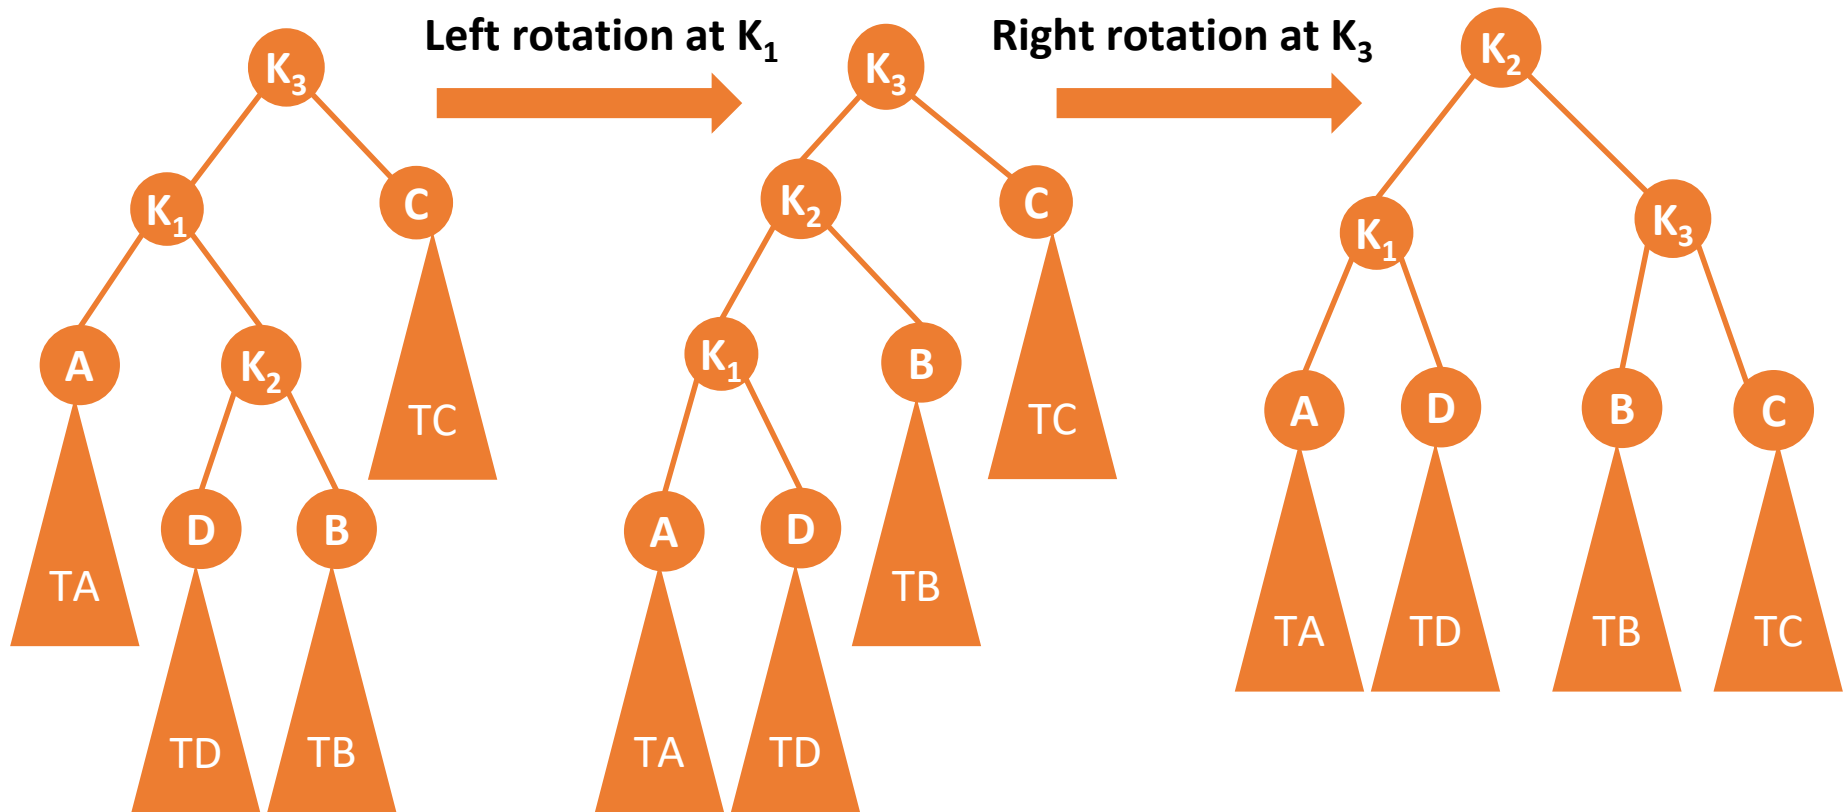 Left rotation at K1
Right rotation at K3
K3
K1
C
A
K2
TC
D
B
TA
TD
TB
K3
K2
C
K1
B
TC
A
D
TB
TA
TD
K2
K1
K3
A
D
B
C
TA
TD
TB
TC